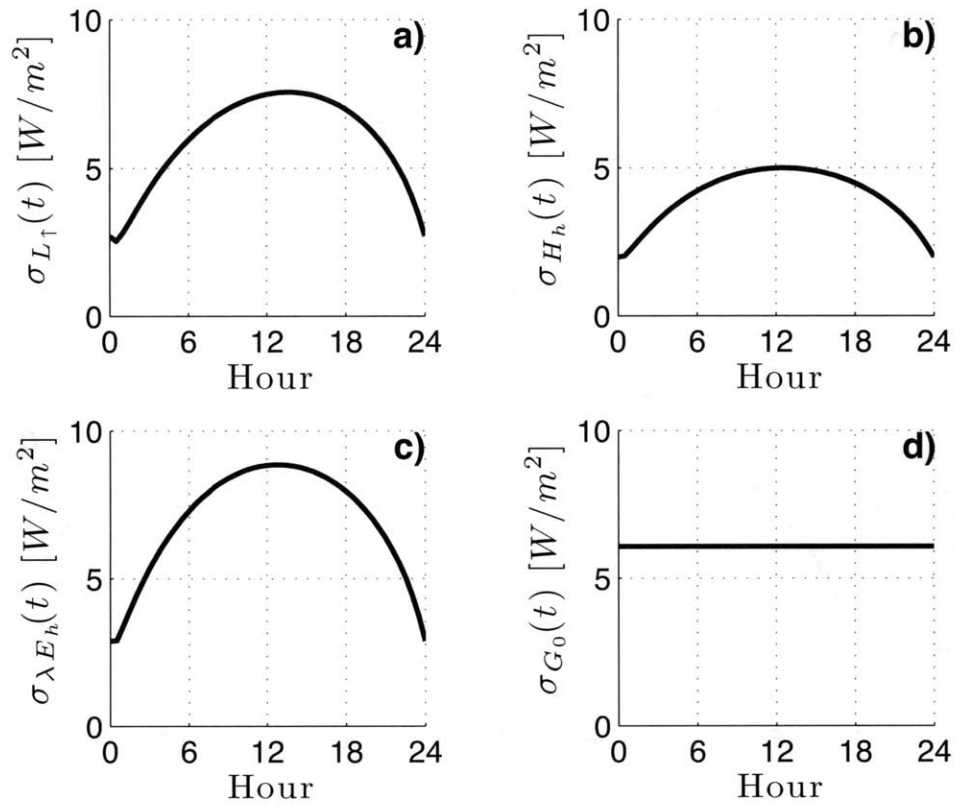 a)
σ_{L↑}(t) [W/m²]
10
5
0
0 6 12 18 24
Hour
b)
σ_{H_h}(t) [W/m²]
10
5
0
0 6 12 18 24
Hour
c)
σ_{λE_h}(t) [W/m²]
10
5
0
0 6 12 18 24
Hour
d)
σ_{G_0}(t) [W/m²]
10
5
0
0 6 12 18 24
Hour